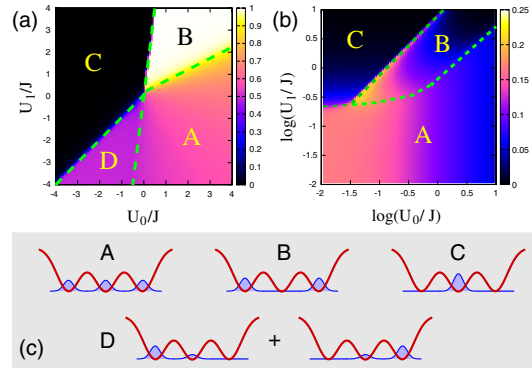 (a)
U₁/J
4
3
2
1
0
-1
-2
-3
-4
-4 -3 -2 -1 0 1 2 3 4
U₀/J
C
B
A
D
1
0.9
0.8
0.7
0.6
0.5
0.4
0.3
0.2
0.1
0
(b)
log(U₁/ J)
1
0.5
0
-0.5
-1
-1.5
-2
-2 -1.5 -1 -0.5 0 0.5 1
log(U₀/ J)
C
B
A
0.25
0.2
0.15
0.1
0.05
0
A B C
(c) D +